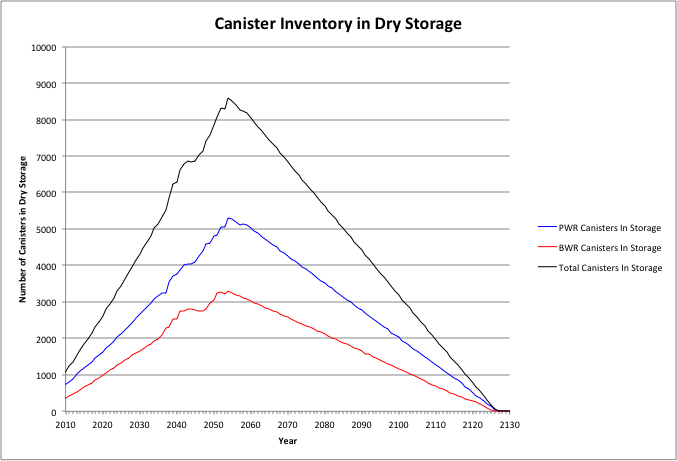 Canister Inventory in Dry Storage
10000
9000
8000
7000
6000
5000
4000
3000
2000
1000
0
Number of Canisters in Dry Storage
2010 2020 2030 2040 2050 2060 2070 2080 2090 2100 2110 2120 2130
Year
PWR Canisters In Storage
BWR Canisters In Storage
Total Canisters In Storage